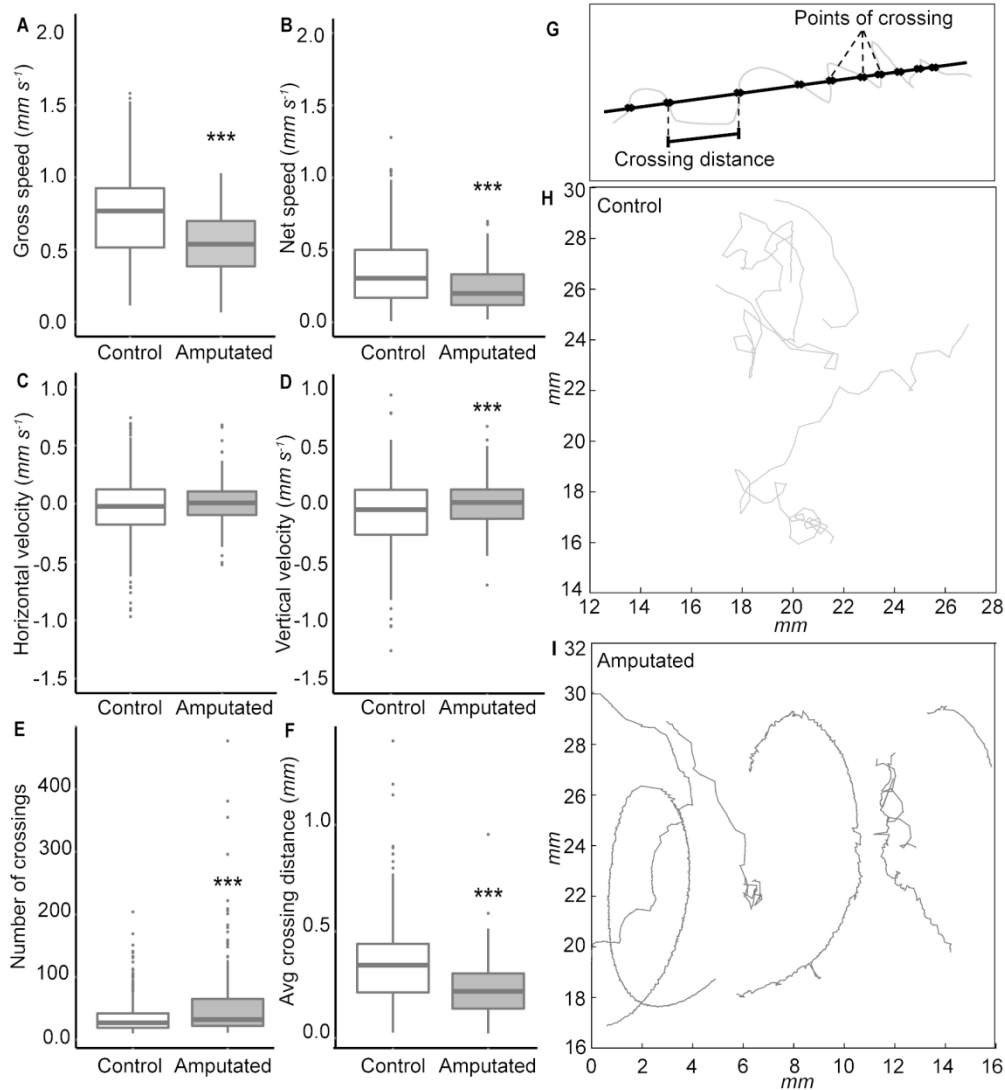 A
Gross speed (mm s-1)
2.0
1.5
1.0
0.5
0.0
***
Control Amputated
B
Net speed (mm s-1)
2.0
1.5
1.0
0.5
0.0
***
Control Amputated
C
Horizontal velocity (mm s-1)
1.0
0.5
0.0
-0.5
-1.0
-1.5
Control Amputated
D
Vertical velocity (mm s-1)
1.0
0.5
0.0
-0.5
-1.0
-1.5
***
Control Amputated
E
Number of crossings
400
300
200
100
0.0
***
Control Amputated
F
Avg crossing distance (mm)
1.0
0.5
0.0
***
Control Amputated
G
Points of crossing
Crossing distance
H
Control
mm
30
28
26
24
22
20
18
16
14
12 14 16 18 20 22 24 26 28
mm
I
Amputated
mm
32
30
28
26
24
22
20
18
16
0 2 4 6 8 10 12 14 16
mm